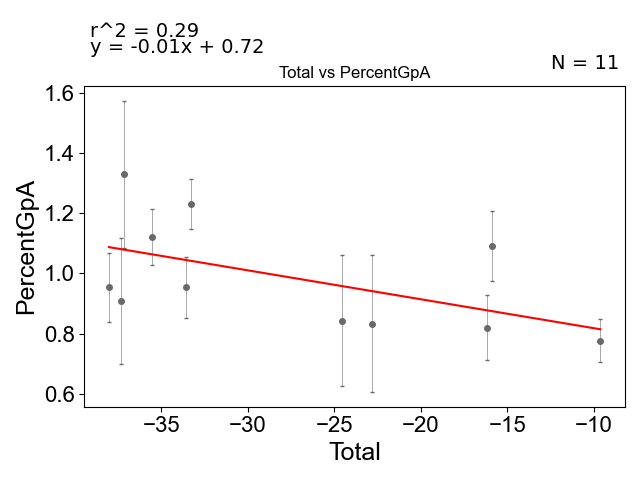 r^2 = 0.29
y = -0.01x + 0.72
N = 11
Total vs PercentGpA
PercentGpA
1.6
1.4
1.2
1.0
0.8
0.6
−35 −30 −25 −20 −15 −10
Total